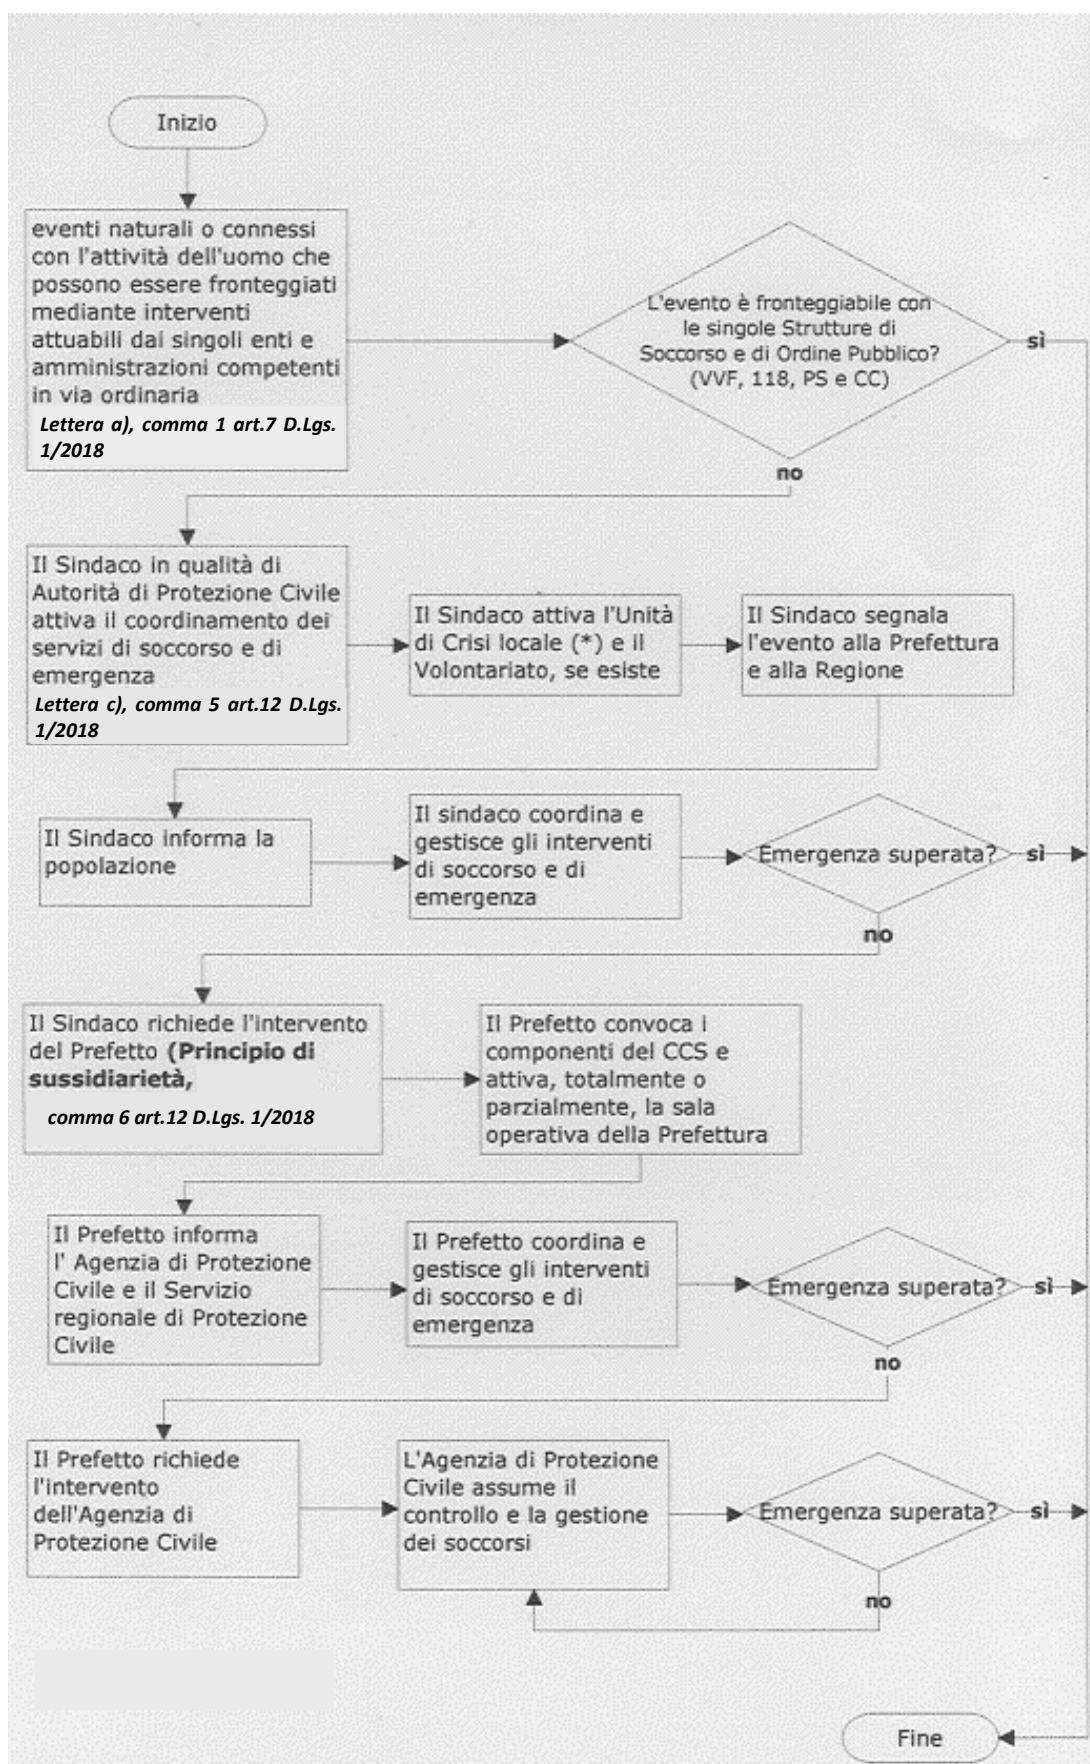 Inizio
eventi naturali o connessi
con l'attività dell'uomo che
possono essere fronteggiati
mediante interventi
attuabili dai singoli enti e
amministrazioni competenti
in via ordinaria
Lettera a), comma 1 art.7 D.Lgs.
1/2018
L'evento è fronteggiabile con
le singole Strutture di
Soccorso e di Ordine Pubblico?
(VVF, 118, PS e CC)
sì
no
Il Sindaco in qualità di
Autorità di Protezione Civile
attiva il coordinamento dei
servizi di soccorso e di
emergenza
Lettera c), comma 5 art.12 D.Lgs.
1/2018
Il Sindaco attiva l'Unità
di Crisi locale (*) e il
Volontariato, se esiste
Il Sindaco segnala
l'evento alla Prefettura
e alla Regione
Il Sindaco informa la
popolazione
Il sindaco coordina e
gestisce gli interventi
di soccorso e di
emergenza
Emergenza superata?
sì
no
Il Sindaco richiede l'intervento
del Prefetto (Principio di
sussidiarietà,
comma 6 art.12 D.Lgs. 1/2018
Il Prefetto convoca i
componenti del CCS e
attiva, totalmente o
parzialmente, la sala
operativa della Prefettura
Il Prefetto informa
l' Agenzia di Protezione
Civile e il Servizio
regionale di Protezione
Civile
Il Prefetto coordina e
gestisce gli interventi
di soccorso e di
emergenza
Emergenza superata?
sì
no
Il Prefetto richiede
l'intervento
dell'Agenzia di
Protezione Civile
L'Agenzia di Protezione
Civile assume il
controllo e la gestione
dei soccorsi
Emergenza superata?
sì
no
Fine